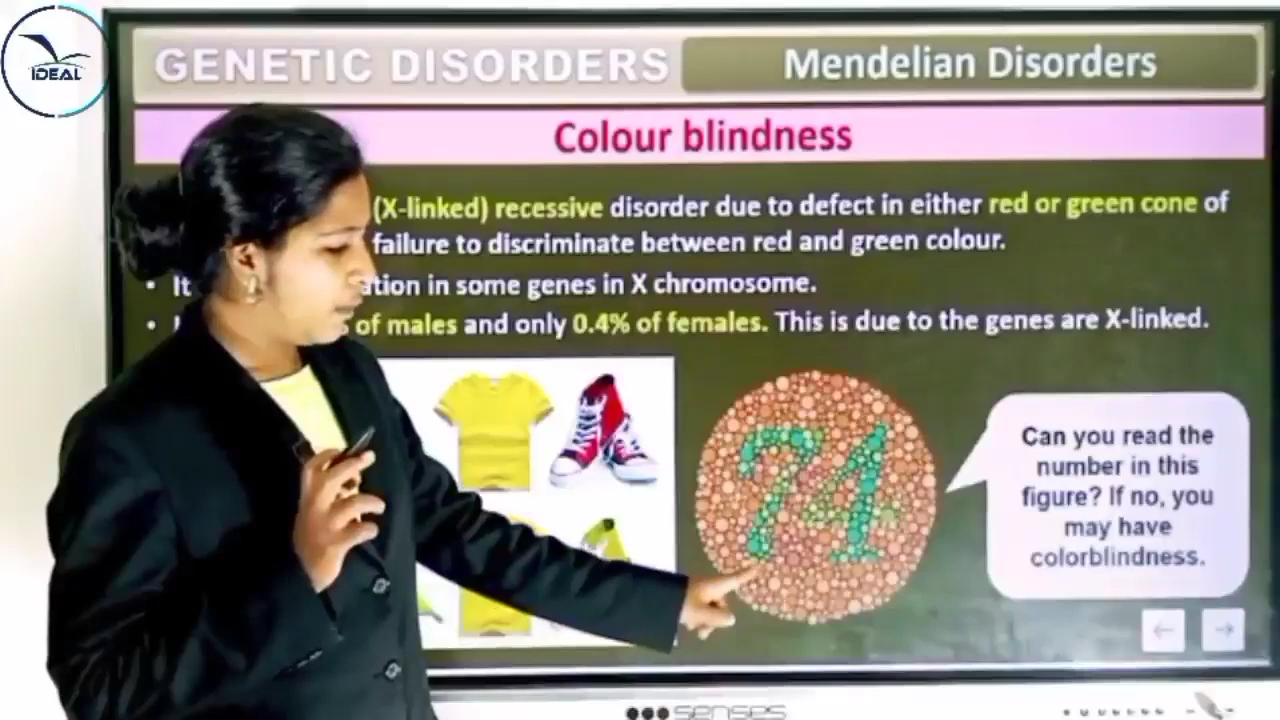 IDEAL
GENETIC DISORDERS
Mendelian Disorders
Colour blindness
(X-linked) recessive disorder due to defect in either red or green cone of
failure to discriminate between red and green colour.
• It ation in some genes in X chromosome.
• of males and only 0.4% of females. This is due to the genes are X-linked.
74
Can you read the
number in this
figure? If no, you
may have
colorblindness.
senses